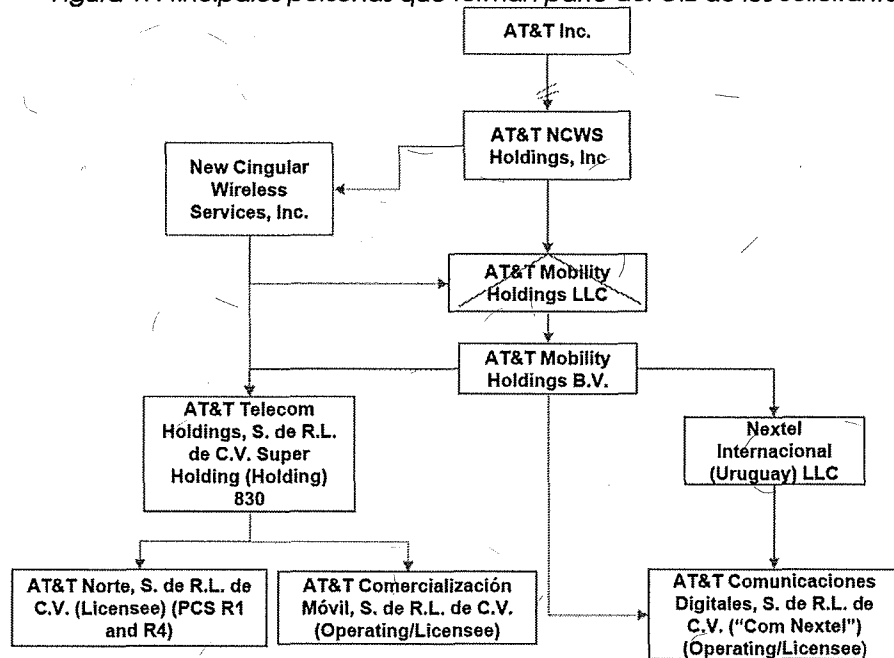 AT&T Inc.
AT&T NCWS
Holdings, Inc
New Cingular
Wireless
Services, Inc.
AT&T Mobility
Holdings LLC
AT&T Mobility
Holdings B.V.
AT&T Telecom
Holdings, S. de R.L.
de C.V. Super
Holding (Holding)
830
Nextel
Internacional
(Uruguay) LLC
AT&T Norte, S. de R.L. de
C.V. (Licensee) (PCS R1
and R4)
AT&T Comercialización
Móvil, S. de R.L. de C.V.
(Operating/Licensee)
AT&T Comunicaciones
Digitales, S. de R.L. de
C.V. (“Com Nextel”)
(Operating/Licensee)